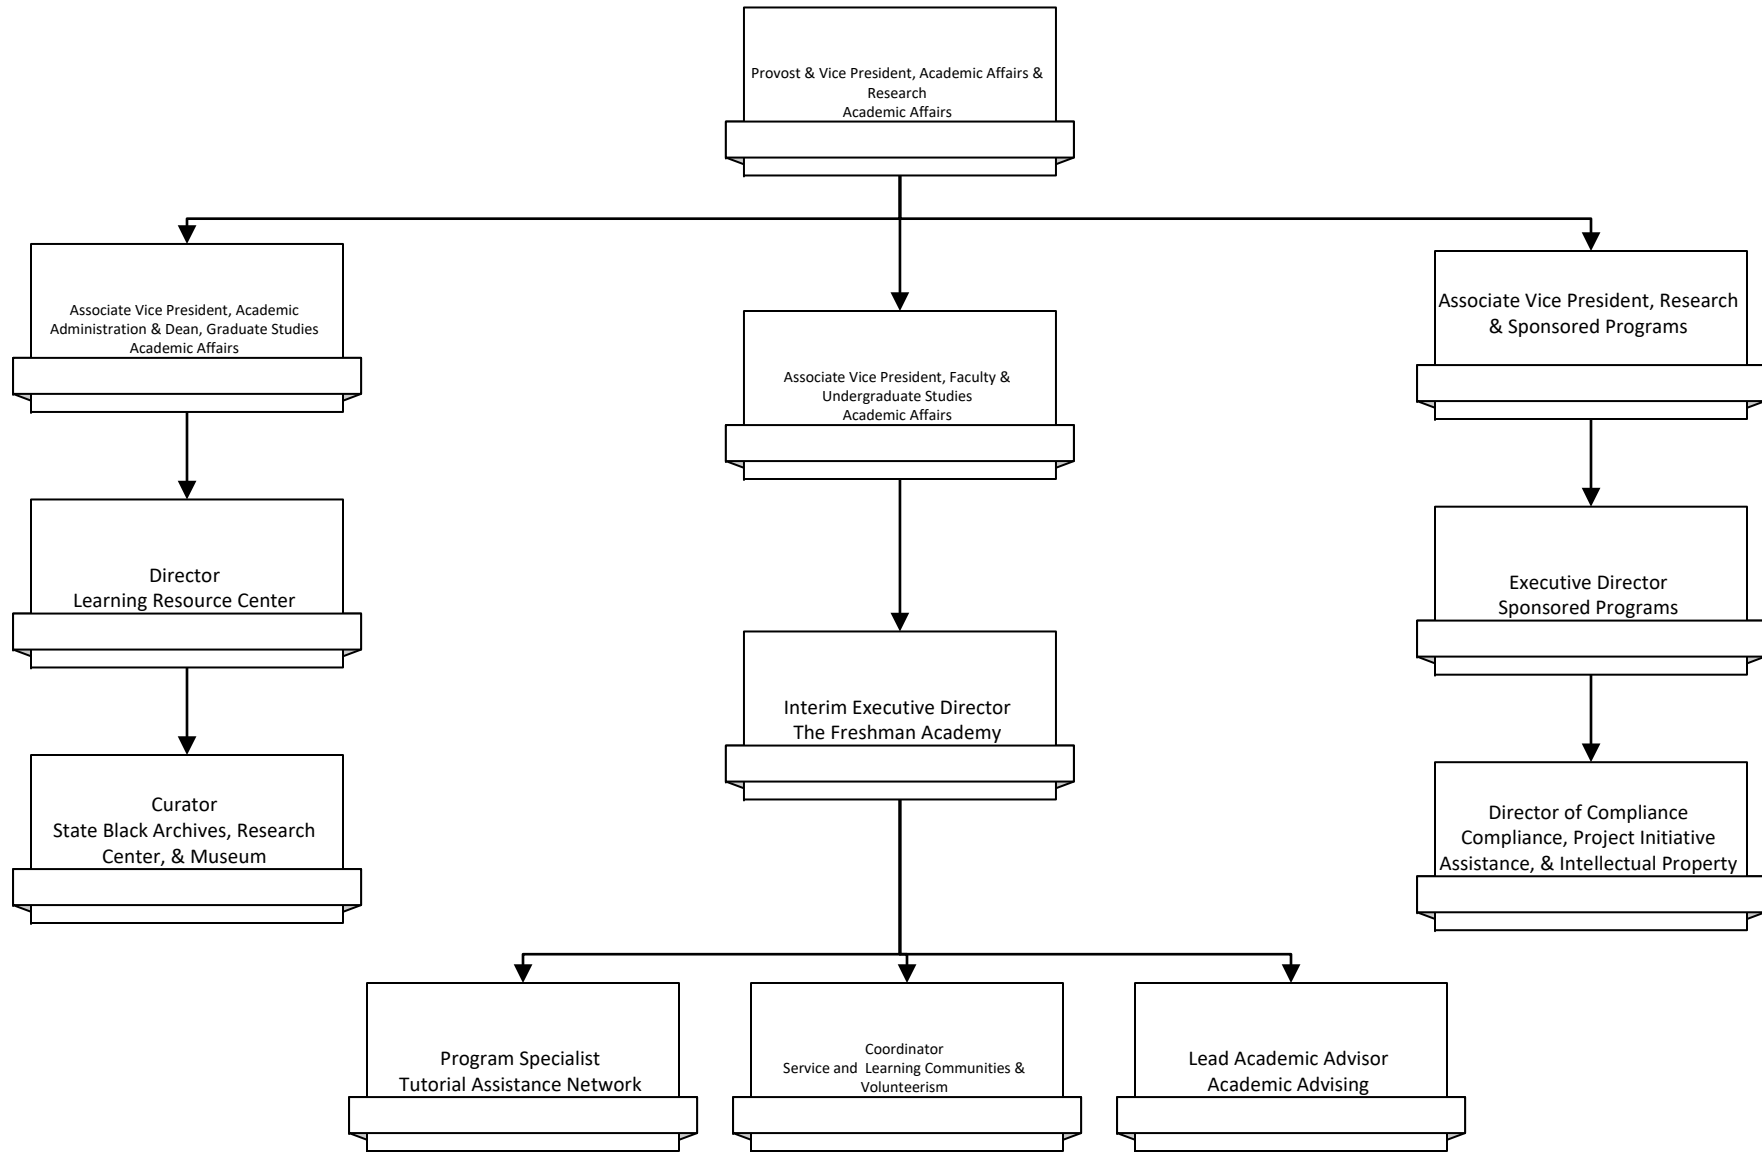 Provost & Vice President, Academic Affairs &
Research
Academic Affairs
Associate Vice President, Academic
Administration & Dean, Graduate Studies
Academic Affairs
Associate Vice President, Faculty &
Undergraduate Studies
Academic Affairs
Associate Vice President, Research
& Sponsored Programs
Director
Learning Resource Center
Interim Executive Director
The Freshman Academy
Executive Director
Sponsored Programs
Curator
State Black Archives, Research
Center, & Museum
Director of Compliance
Compliance, Project Initiative
Assistance, & Intellectual Property
Program Specialist
Tutorial Assistance Network
Coordinator
Service and  Learning Communities &
Volunteerism
Lead Academic Advisor
Academic Advising